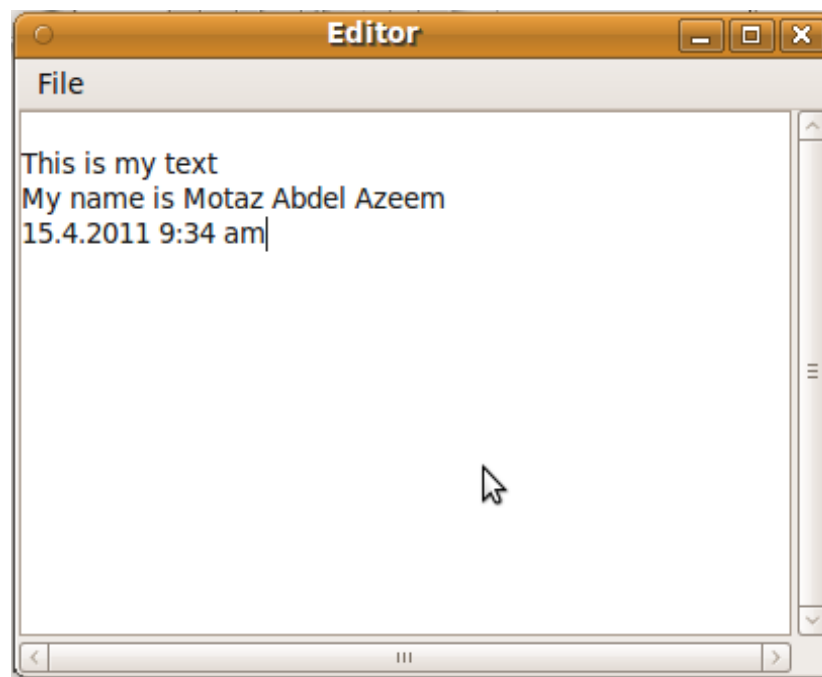 Editor
File
This is my text
My name is Motaz Abdel Azeem
15.4.2011 9:34 am